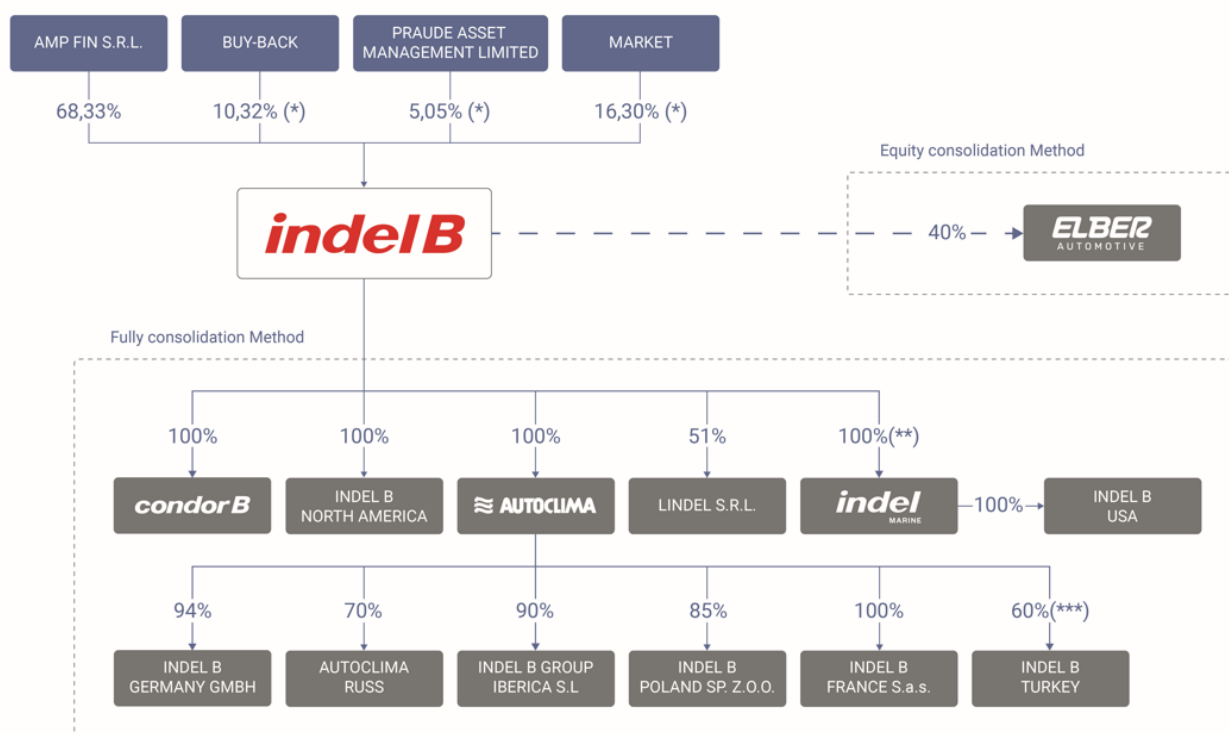 AMP FIN S.R.L.
BUY-BACK
PRAUDE ASSET
MANAGEMENT LIMITED
MARKET
68,33%
10,32% (*)
5,05% (*)
16,30% (*)
Equity consolidation Method
indel B
40%
ELBER
AUTOMOTIVE
Fully consolidation Method
100%
100%
100%
51%
100%(**)
condorB
INDEL B
NORTH AMERICA
AUTOCLIMA
LINDEL S.R.L.
indel
MARINE
100%
INDEL B
USA
94%
70%
90%
85%
100%
60%(***)
INDEL B
GERMANY GMBH
AUTOCLIMA
RUSS
INDEL B GROUP
IBERICA S.L
INDEL B
POLAND SP. Z.O.O.
INDEL B
FRANCE S.a.s.
INDEL B
TURKEY